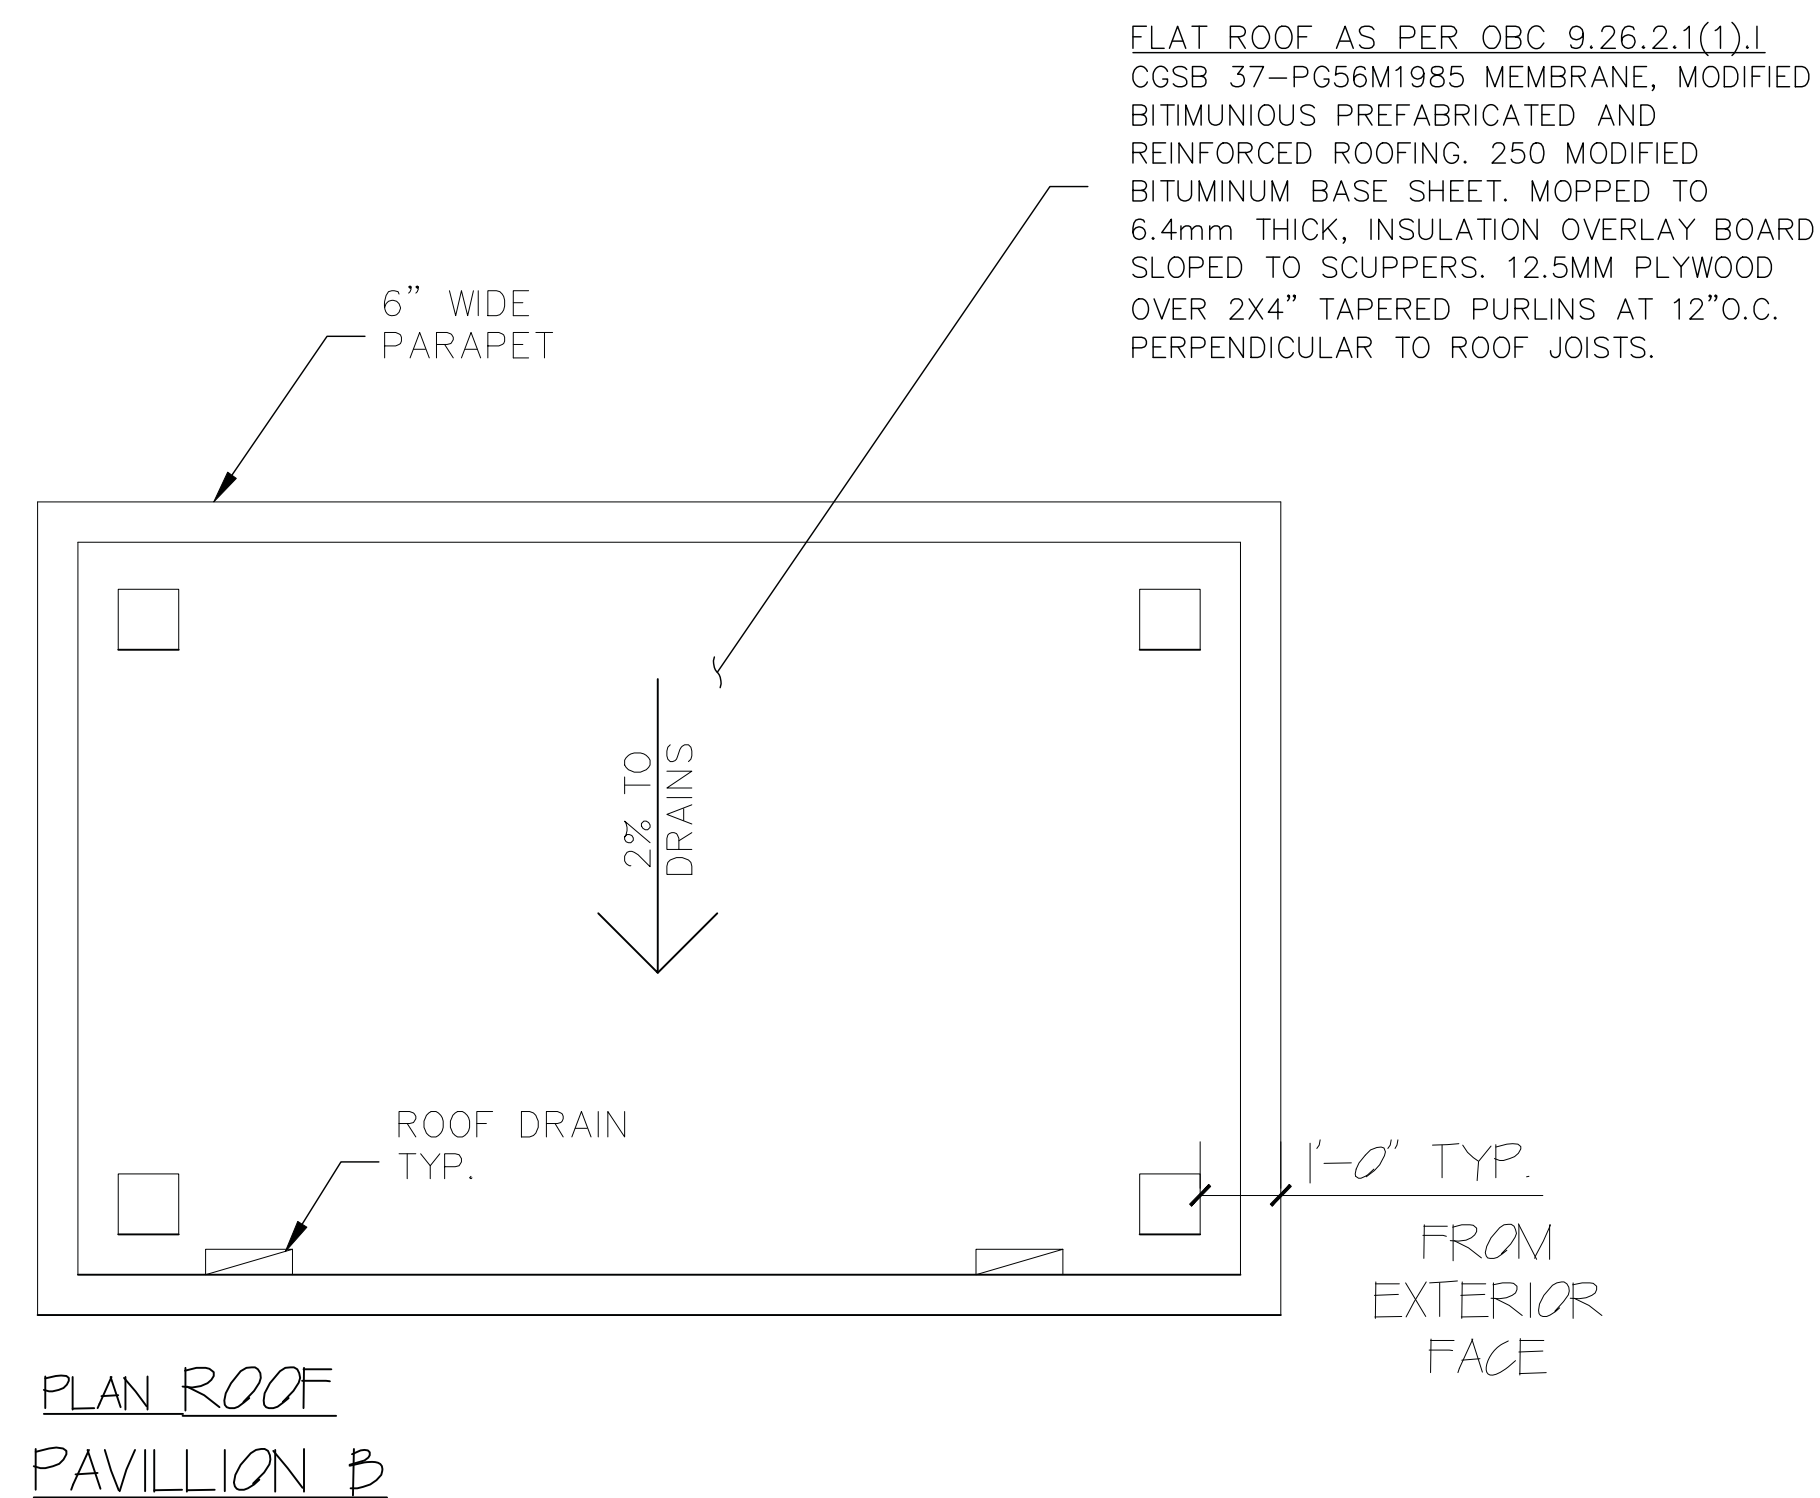 FLAT ROOF AS PER OBC 9.26.2.1(1).I
CGSB 37-PG56M1985 MEMBRANE, MODIFIED
BITIMUNIOUS PREFABRICATED AND
REINFORCED ROOFING. 250 MODIFIED
BITUMINUM BASE SHEET. MOPPED TO
6.4mm THICK, INSULATION OVERLAY BOARD
SLOPED TO SCUPPERS. 12.5MM PLYWOOD
OVER 2X4" TAPERED PURLINS AT 12"O.C.
PERPENDICULAR TO ROOF JOISTS.
6" WIDE
PARAPET
2% TO
DRAINS
ROOF DRAIN
TYP.
1'-0" TYP.
FROM
EXTERIOR
FACE
PLAN ROOF
PAVILLION B